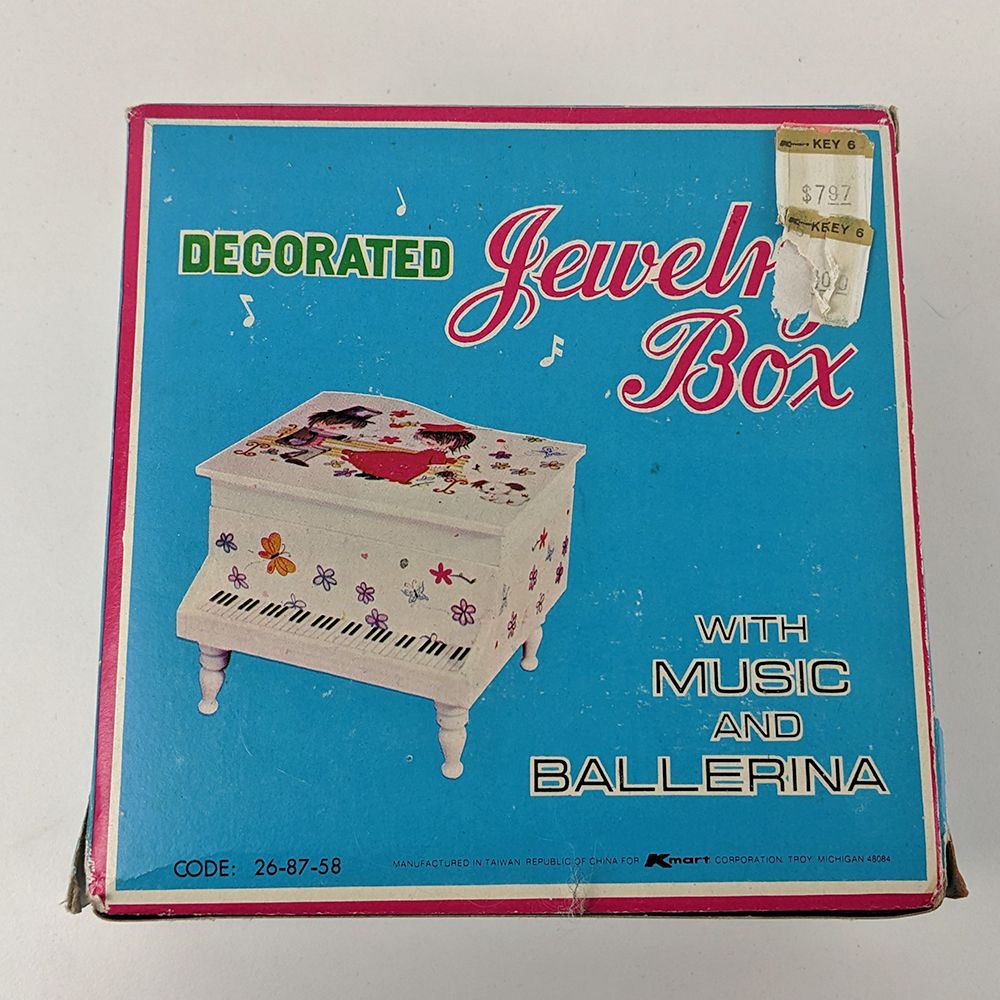 Kmart KEY 6
$797
KEY 6
DECORATED Jewelry
Box
WITH
MUSIC
AND
BALLERINA
CODE: 26-87-58
MANUFACTURED IN TAIWAN REPUBLIC OF CHINA FOR Kmart CORPORATION TROY MICHIGAN 48084